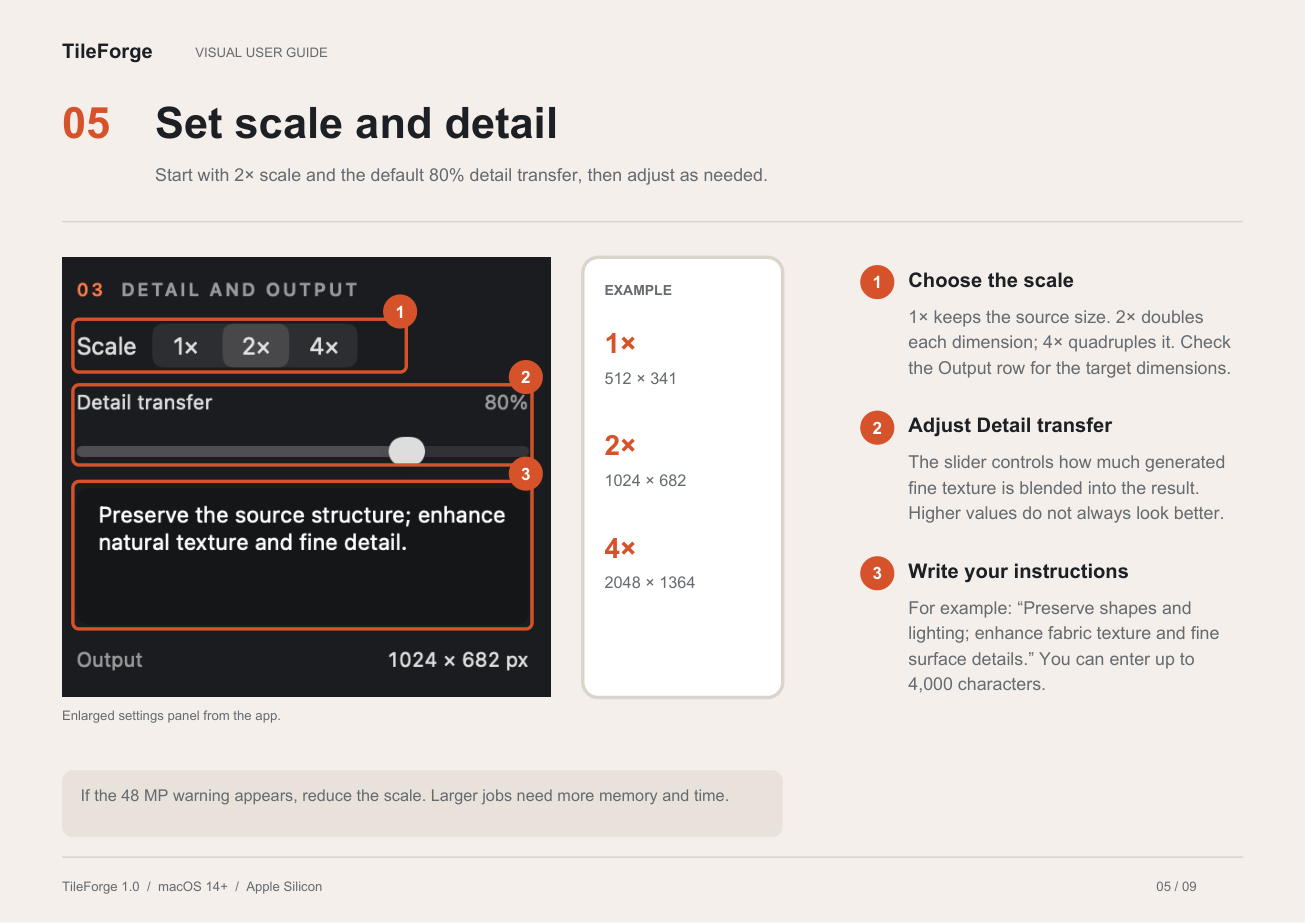 TileForge VISUAL USER GUIDE
05 Set scale and detail
Start with 2× scale and the default 80% detail transfer, then adjust as needed.
03 DETAIL AND OUTPUT
1
Scale 1× 2× 4×
2
Detail transfer 80%
3
Preserve the source structure; enhance
natural texture and fine detail.
Output 1024 × 682 px
Enlarged settings panel from the app.
EXAMPLE
1×
512 × 341
2×
1024 × 682
4×
2048 × 1364
1 Choose the scale
1× keeps the source size. 2× doubles
each dimension; 4× quadruples it. Check
the Output row for the target dimensions.
2 Adjust Detail transfer
The slider controls how much generated
fine texture is blended into the result.
Higher values do not always look better.
3 Write your instructions
For example: “Preserve shapes and
lighting; enhance fabric texture and fine
surface details.” You can enter up to
4,000 characters.
If the 48 MP warning appears, reduce the scale. Larger jobs need more memory and time.
TileForge 1.0 / macOS 14+ / Apple Silicon 05 / 09